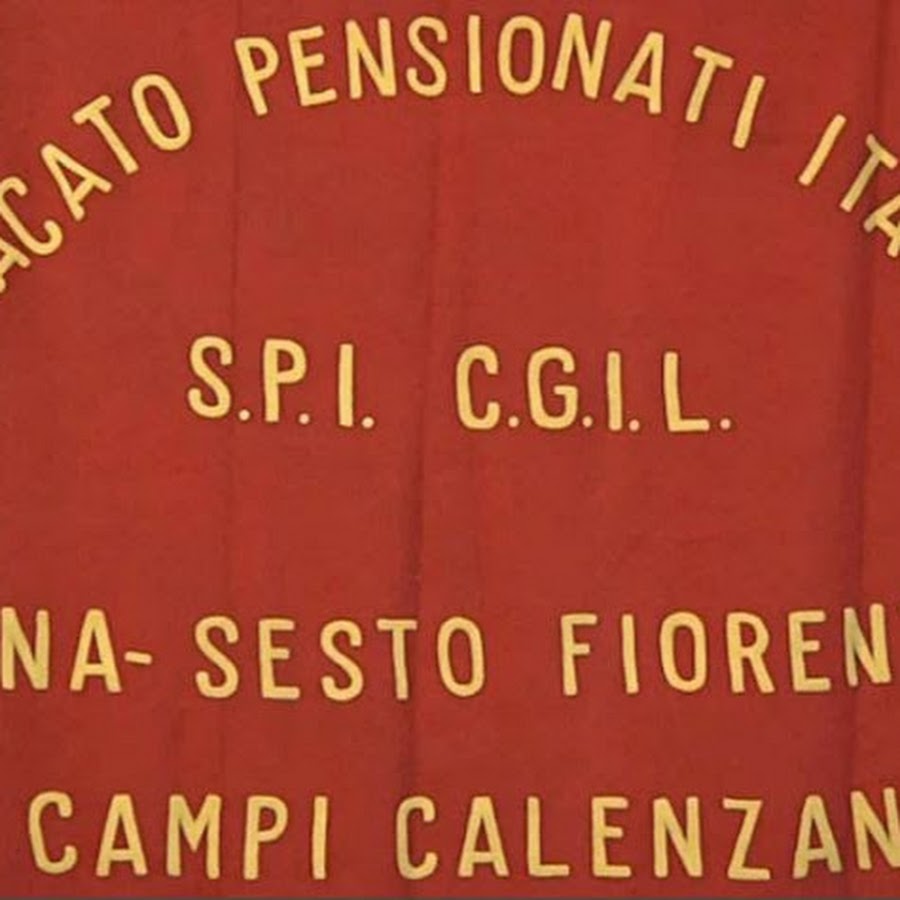 ACATO PENSIONATI ITA
S.P.I. C.G.I.L.
NA- SESTO FIOREN
CAMPI CALENZAN